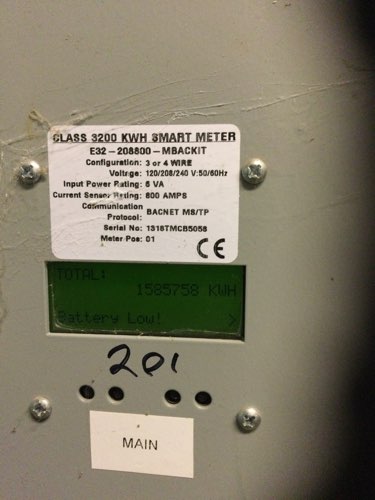 CLASS 3200 KWH SMART METER
E32-208800-MBACKIT
Configuration: 3 or 4 WIRE
Voltage: 120/208/240 V:50/60Hz
Input Power Rating: 6 VA
Current Sensor Rating: 800 AMPS
Communication
Protocol: BACNET MS/TP
Serial No: 1316TMCB5058
Meter Pos: 01
CE
TOTAL:
1585758 KWH
Battery Low! >
201
MAIN